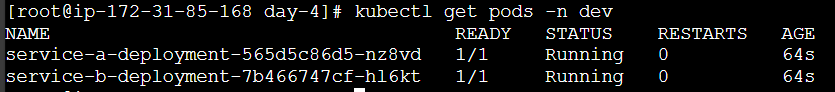 [root@ip-172-31-85-168 day-4]# kubectl get pods -n dev
NAME READY STATUS RESTARTS AGE
service-a-deployment-565d5c86d5-nz8vd 1/1 Running 0 64s
service-b-deployment-7b466747cf-hl6kt 1/1 Running 0 64s